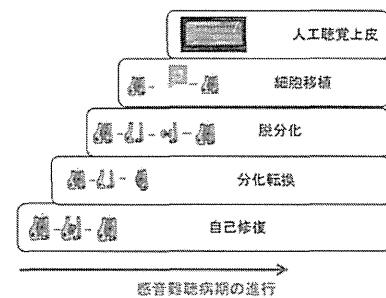 人工聴覚上皮
細胞移植
脱分化
分化転換
自己修復
感音難聴病期の進行